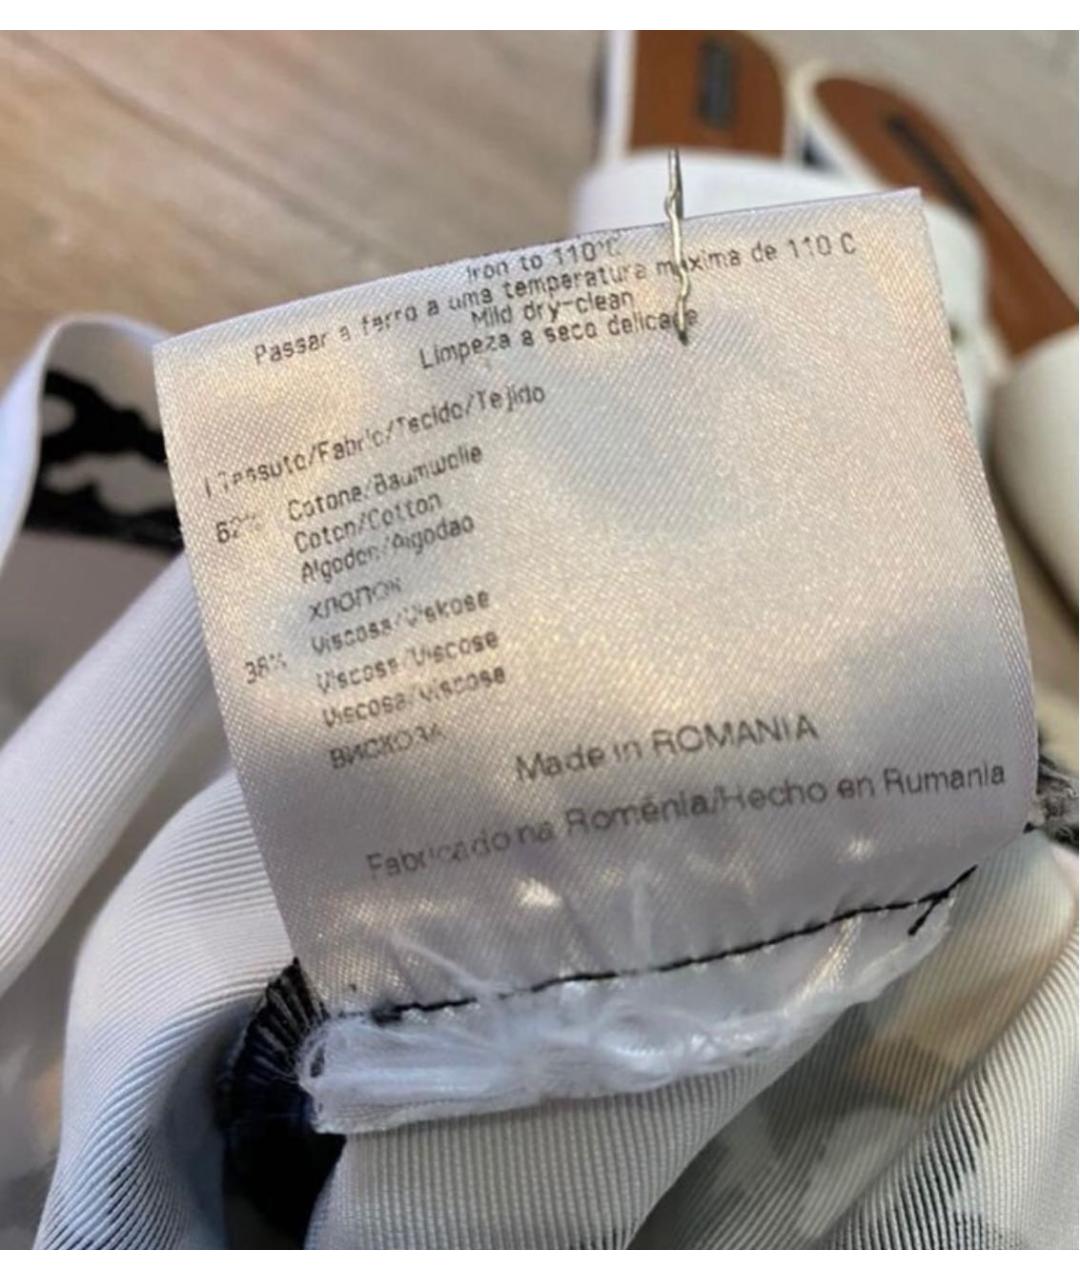 Iron to 110°C
Passar a ferro a uma temperatura maxima de 110 C
Mild dry-clean
Limpeza a seco delicada
Tessuto/Fabric/Tecido/Tejido
62% Cotone/Baumwolle
Coton/Cotton
Algodon/Algodao
хлопок
38% Viscosa/Viskose
Viscose/Viscose
Viscosa/Viscose
ВИСКОЗА
Made in ROMANIA
Fabricado na Roménia/Hecho en Rumania